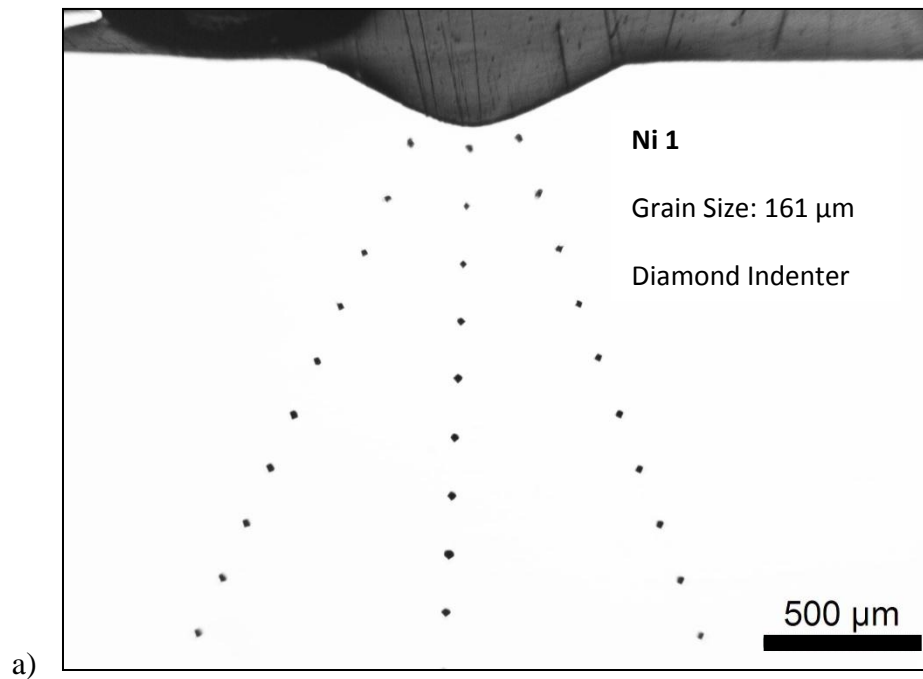 Ni 1
Grain Size: 161 µm
Diamond Indenter
500 µm
a)